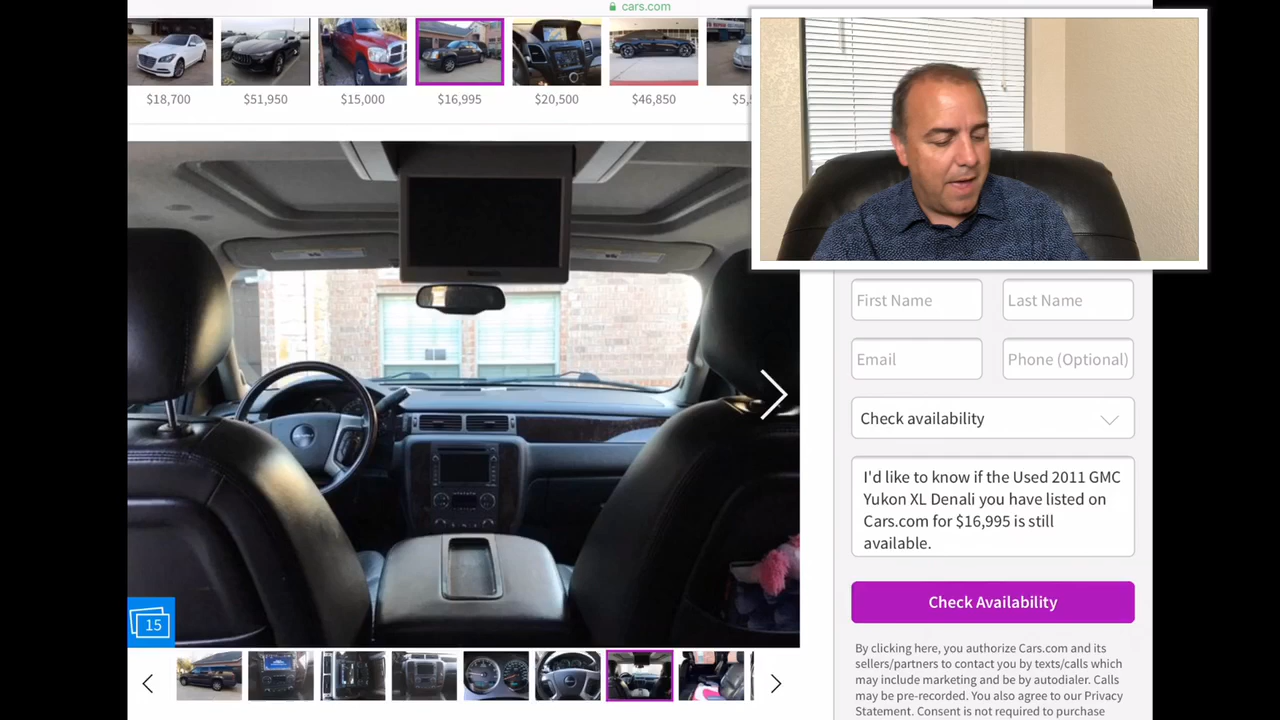 cars.com
$18,700
$51,95
$15,000
$16,995
$20,500
$46,850
$5,
First Name
Last Name
Email
Phone (Optional)
Check availability
I'd like to know if the Used 2011 GMC
Yukon XL Denali you have listed on
Cars.com for $16,995 is still
available.
Check Availability
15
By clicking here, you authorize Cars.com and its
sellers/partners to contact you by texts/calls which
may include marketing and be by autodialer. Calls
may be pre-recorded. You also agree to our Privacy
Statement. Consent is not required to purchase